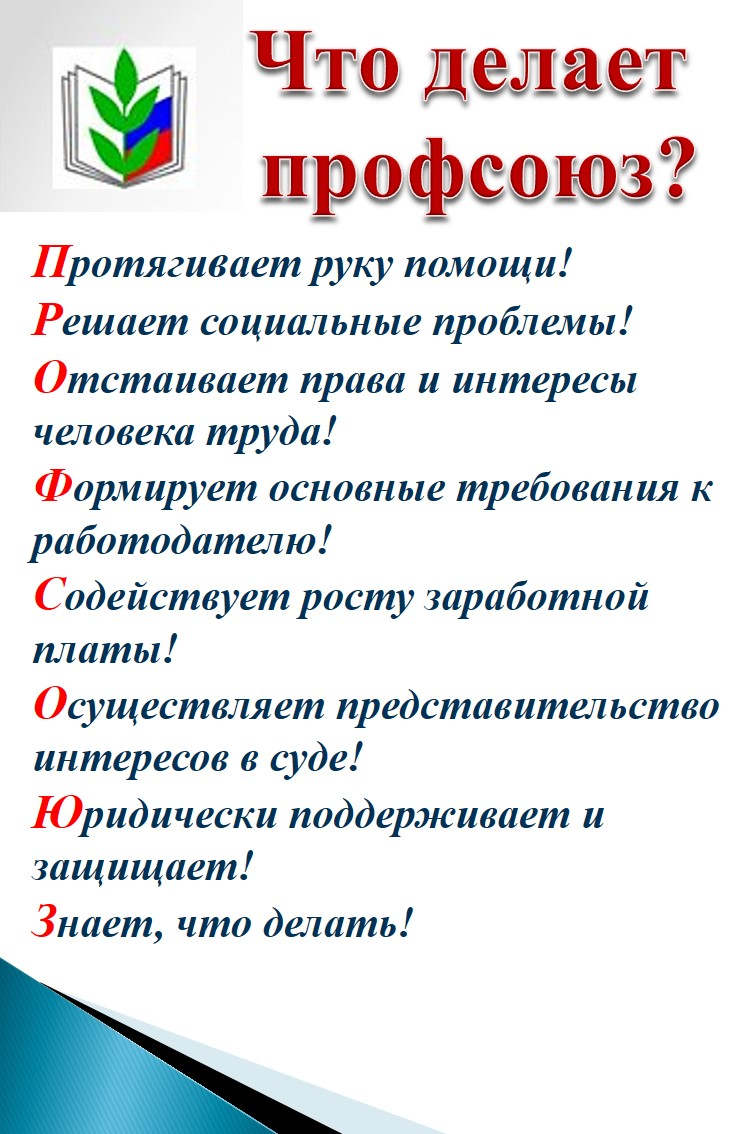 Что делает
профсоюз?
Протягивает руку помощи!
Решает социальные проблемы!
Отстаивает права и интересы
человека труда!
Формирует основные требования к
работодателю!
Содействует росту заработной
платы!
Осуществляет представительство
интересов в суде!
Юридически поддерживает и
защищает!
Знает, что делать!